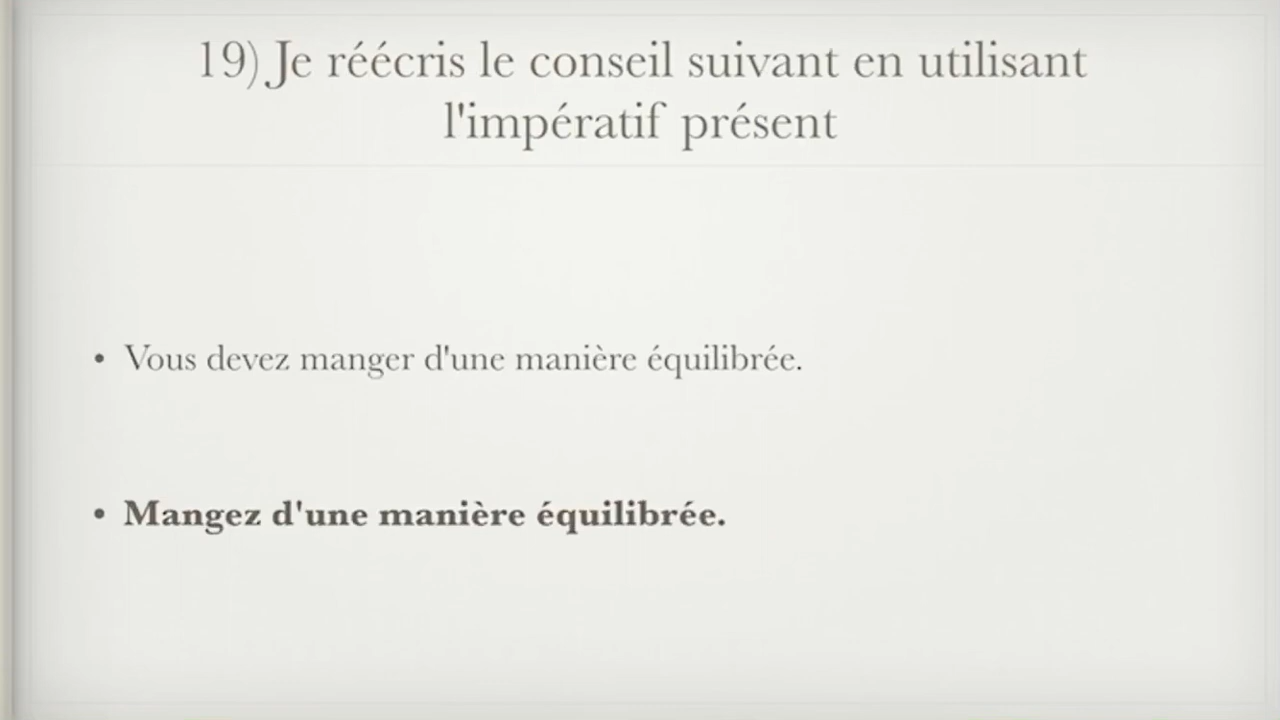 19) Je réécris le conseil suivant en utilisant
l'impératif présent
• Vous devez manger d'une manière équilibrée.
• Mangez d'une manière équilibrée.